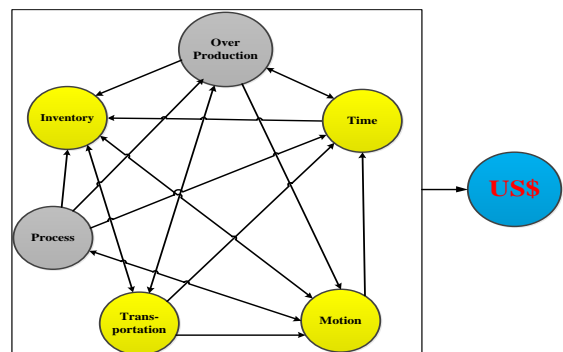 Over
Production
Inventory
Time
US$
Process
Trans-
portation
Motion